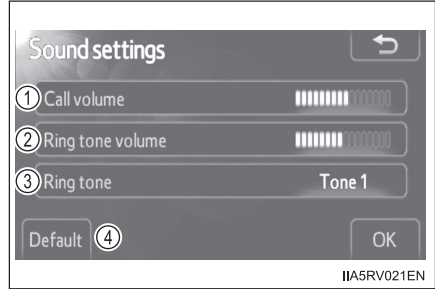 Sound settings
1 Call volume
2 Ring tone volume
3 Ring tone Tone 1
Default 4 OK
IIA5RV021EN